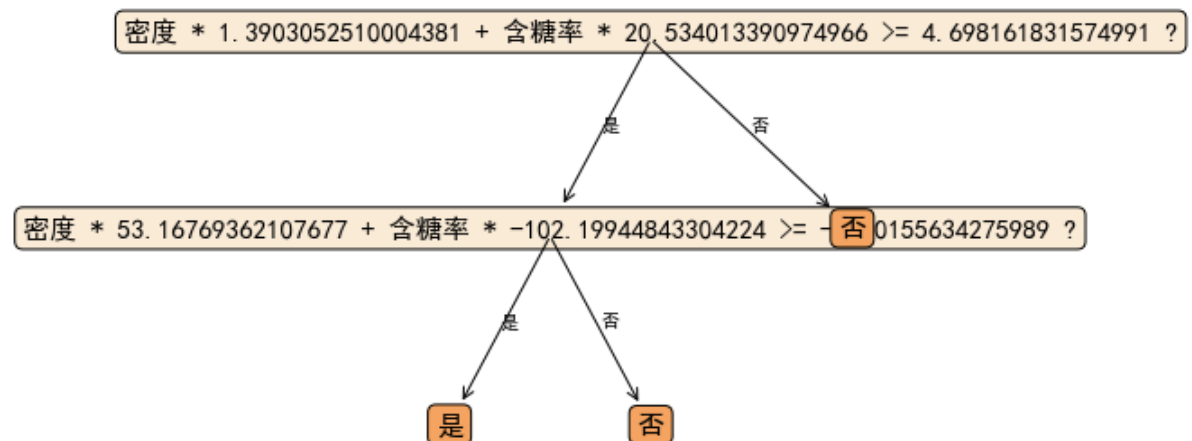 密度 * 1.3903052510004381 + 含糖率 * 20.534013390974966 >= 4.698161831574991 ?
是
否
密度 * 53.16769362107677 + 含糖率 * -102.19944843304224 >= -
否
0155634275989 ?
是
否
是
否